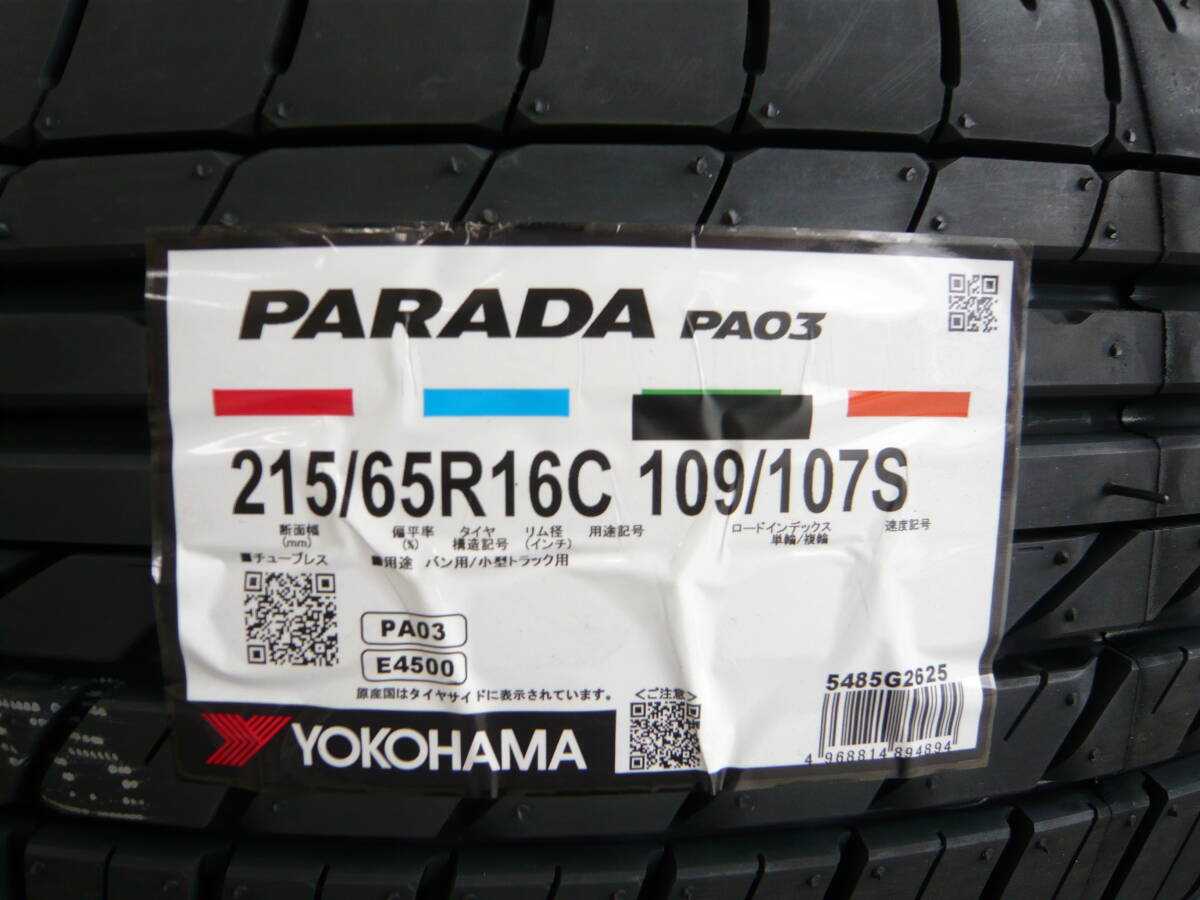 PARADA PA03
215/65R16C 109/107S
断面幅 (mm)
偏平率 (%)
タイヤ 構造記号
リム径 (インチ)
用途記号
ロードインデックス 単輪/複輪
速度記号
■チューブレス
■用途 バン用/小型トラック用
PA03
E4500
原産国はタイヤサイドに表示されています。
<ご注意>
5485G2625
4968814894894
YOKOHAMA